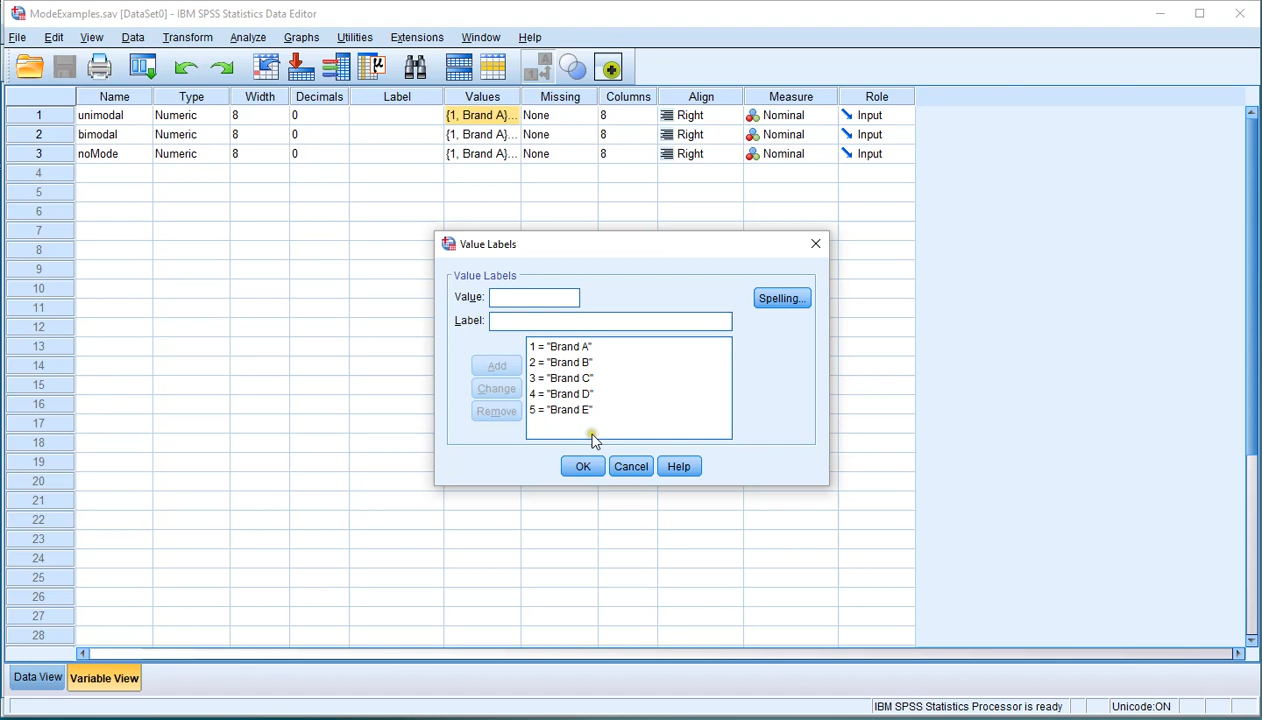 ModeExamples.sav [DataSet0] - IBM SPSS Statistics Data Editor
File Edit View Data Transform Analyze Graphs Utilities Extensions Window Help
Name Type Width Decimals Label Values Missing Columns Align Measure Role
1 unimodal Numeric 8 0 {1, Brand A}... None 8 Right Nominal Input
2 bimodal Numeric 8 0 {1, Brand A}... None 8 Right Nominal Input
3 noMode Numeric 8 0 {1, Brand A}... None 8 Right Nominal Input
4
5
6
7
8
9
10
11
12
13
14
15
16
17
18
19
20
21
22
23
24
25
26
27
28
Value Labels
Value Labels
Value:
Spelling...
Label:
1 = "Brand A"
2 = "Brand B"
3 = "Brand C"
4 = "Brand D"
5 = "Brand E"
Add
Change
Remove
OK Cancel Help
Data View Variable View
IBM SPSS Statistics Processor is ready Unicode:ON